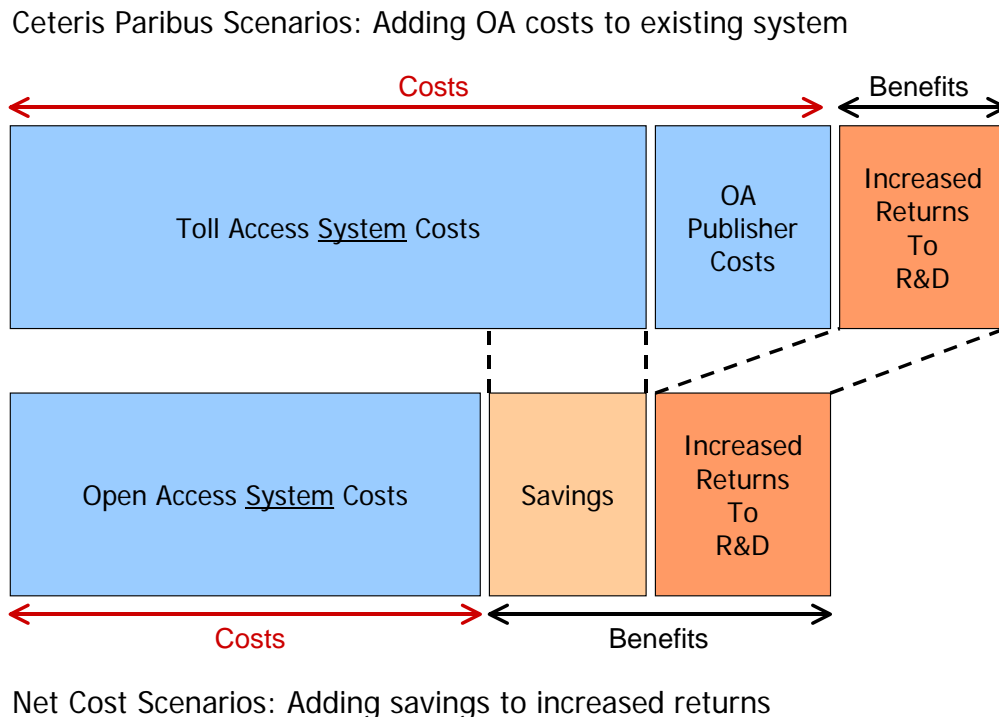 Ceteris Paribus Scenarios: Adding OA costs to existing system
Costs
Benefits
Toll Access System Costs
OA
Publisher
Costs
Increased
Returns
To
R&D
Open Access System Costs
Savings
Increased
Returns
To
R&D
Costs
Benefits
Net Cost Scenarios: Adding savings to increased returns